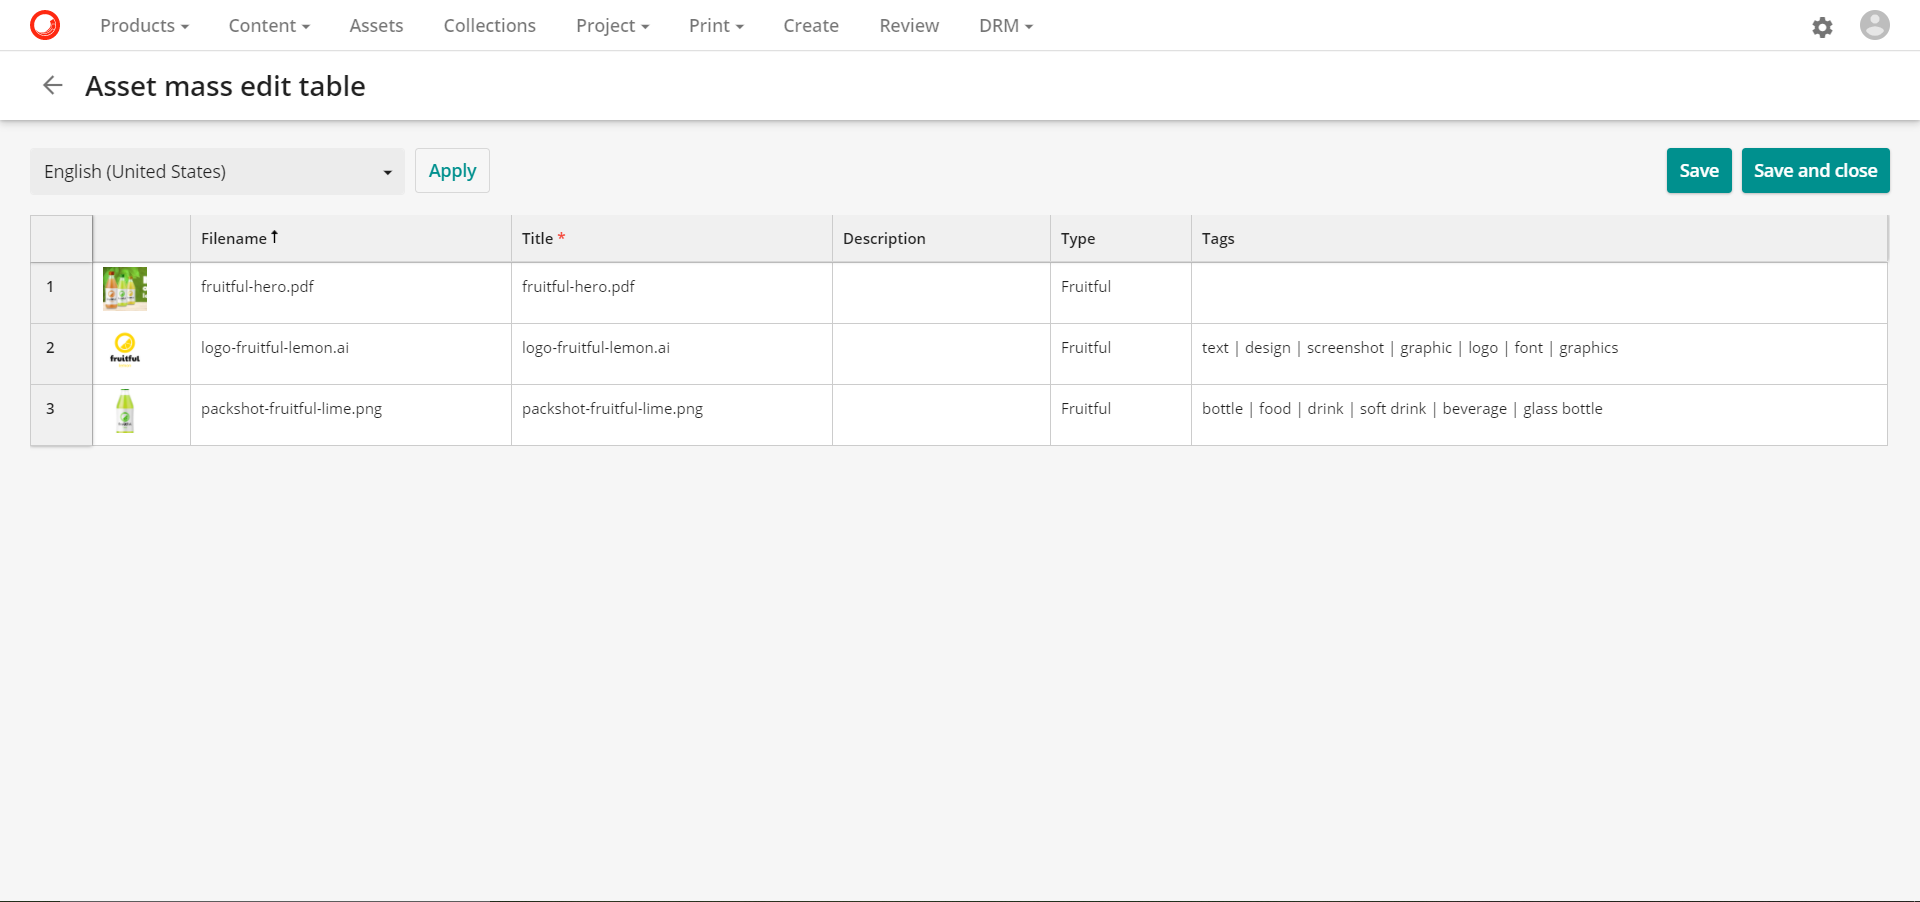 Products Content Assets Collections Project Print Create Review DRM
Asset mass edit table
English (United States) Apply Save Save and close
Filename Title * Description Type Tags
1 fruitful-hero.pdf fruitful-hero.pdf Fruitful
2 fruitful logo-fruitful-lemon.ai logo-fruitful-lemon.ai Fruitful text | design | screenshot | graphic | logo | font | graphics
3 packshot-fruitful-lime.png packshot-fruitful-lime.png Fruitful bottle | food | drink | soft drink | beverage | glass bottle